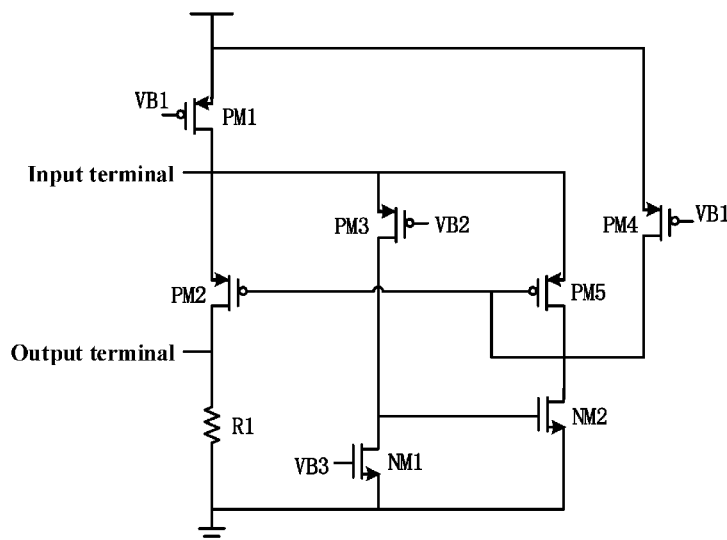 VB1
PM1
Input terminal
PM3
VB2
PM4
VB1
PM2
PM5
Output terminal
R1
NM2
VB3
NM1